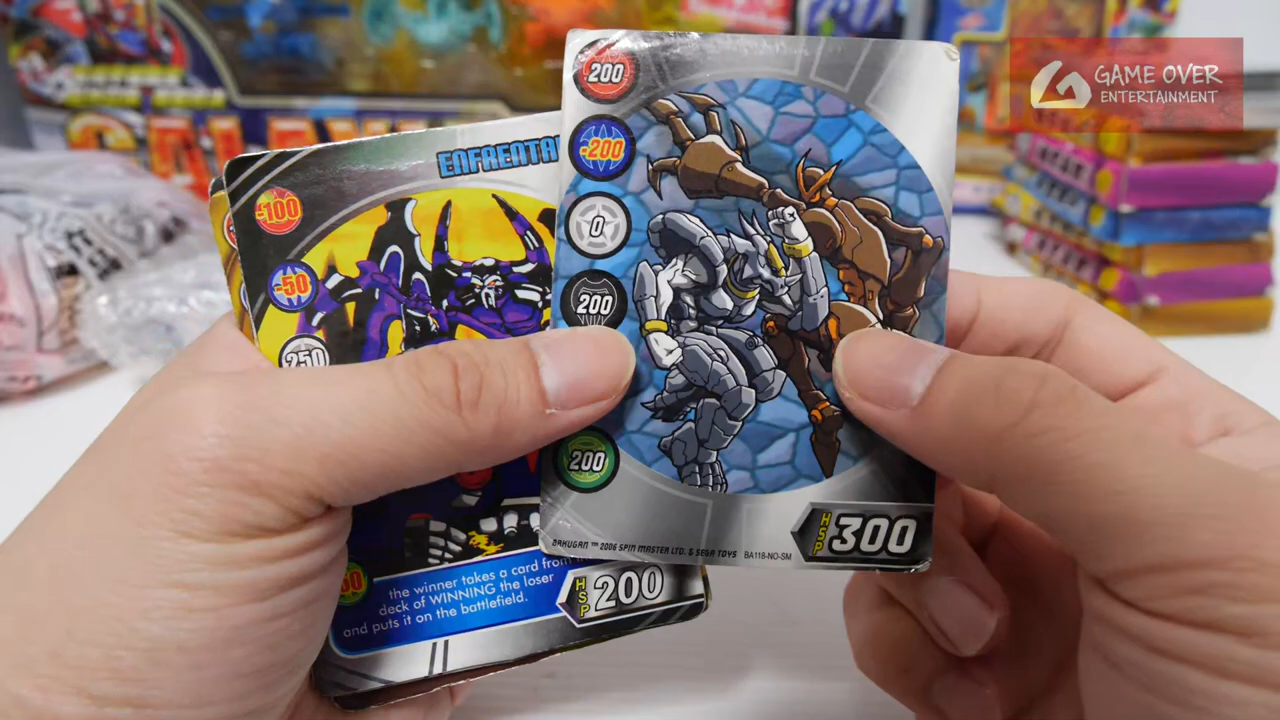 GAME OVER
ENTERTAINMENT
200
-200
0
200
200
HSP 300
BAKUGAN ™ 2006 SPIN MASTER LTD. & SEGA TOYS BA118-NO-SM
-100
-50
250
the winner takes a card from
deck of WINNING the loser
and puts it on the battlefield.
HSP 200